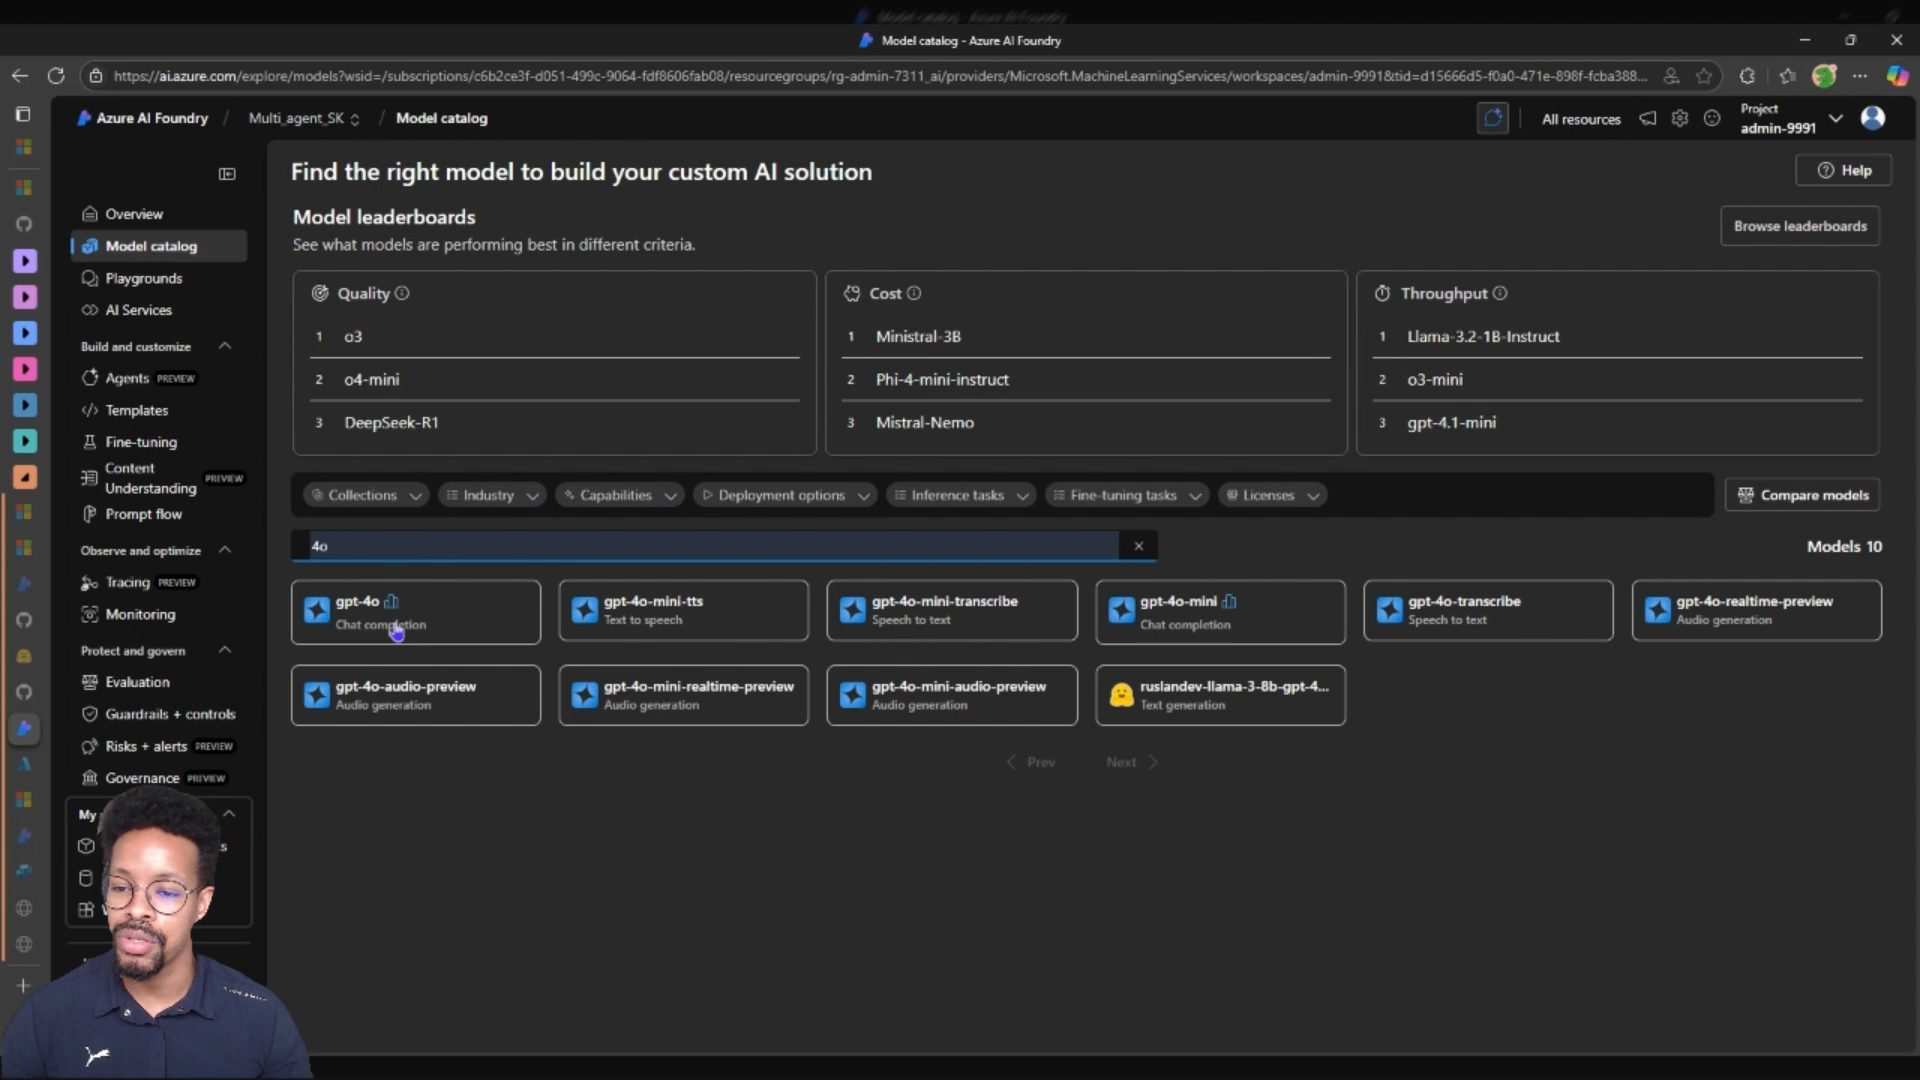 Model catalog - Azure AI Foundry
https://ai.azure.com/explore/models?wsid=/subscriptions/c6b2ce3f-d051-499c-9064-fdf8606fab08/resourcegroups/rg-admin-7311_ai/providers/Microsoft.MachineLearningServices/workspaces/admin-9991&tid=d15666d5-f0a0-471e-898f-fcba388...
Azure AI Foundry / Multi_agent_SK / Model catalog
All resources
Project
admin-9991
Find the right model to build your custom AI solution
Help
Model leaderboards
See what models are performing best in different criteria.
Browse leaderboards
Overview
Model catalog
Playgrounds
AI Services
Build and customize
Agents PREVIEW
Templates
Fine-tuning
Content Understanding PREVIEW
Prompt flow
Observe and optimize
Tracing PREVIEW
Monitoring
Protect and govern
Evaluation
Guardrails + controls
Risks + alerts PREVIEW
Governance PREVIEW
My
Quality
1 o3
2 o4-mini
3 DeepSeek-R1
Cost
1 Ministral-3B
2 Phi-4-mini-instruct
3 Mistral-Nemo
Throughput
1 Llama-3.2-1B-Instruct
2 o3-mini
3 gpt-4.1-mini
Collections
Industry
Capabilities
Deployment options
Inference tasks
Fine-tuning tasks
Licenses
Compare models
4o
Models 10
gpt-4o
Chat completion
gpt-4o-mini-tts
Text to speech
gpt-4o-mini-transcribe
Speech to text
gpt-4o-mini
Chat completion
gpt-4o-transcribe
Speech to text
gpt-4o-realtime-preview
Audio generation
gpt-4o-audio-preview
Audio generation
gpt-4o-mini-realtime-preview
Audio generation
gpt-4o-mini-audio-preview
Audio generation
ruslandev-llama-3-8b-gpt-4...
Text generation
Prev
Next